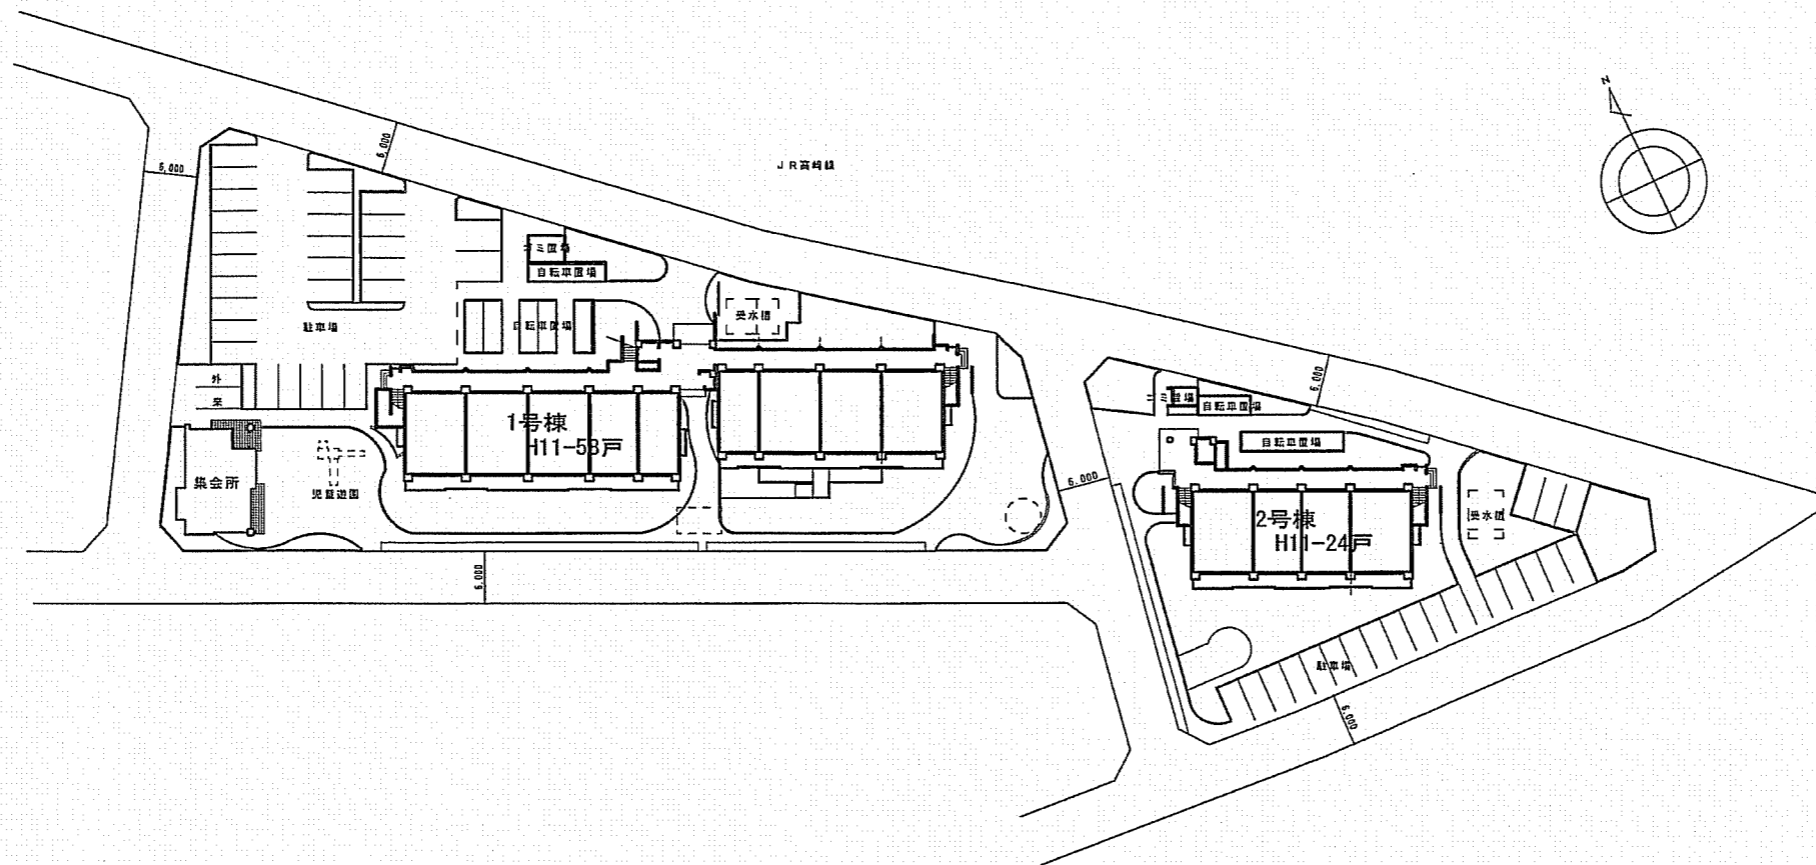 N
JR高崎線
6,000
6,000
ゴミ置場
自転車置場
自転車置場
受水槽
駐車場
外
来
1号棟
H11-58戸
集会所
児童遊園
6,000
6,000
6,000
ゴミ置場
自転車置場
自転車置場
2号棟
H11-24戸
受水槽
駐車場
6,000